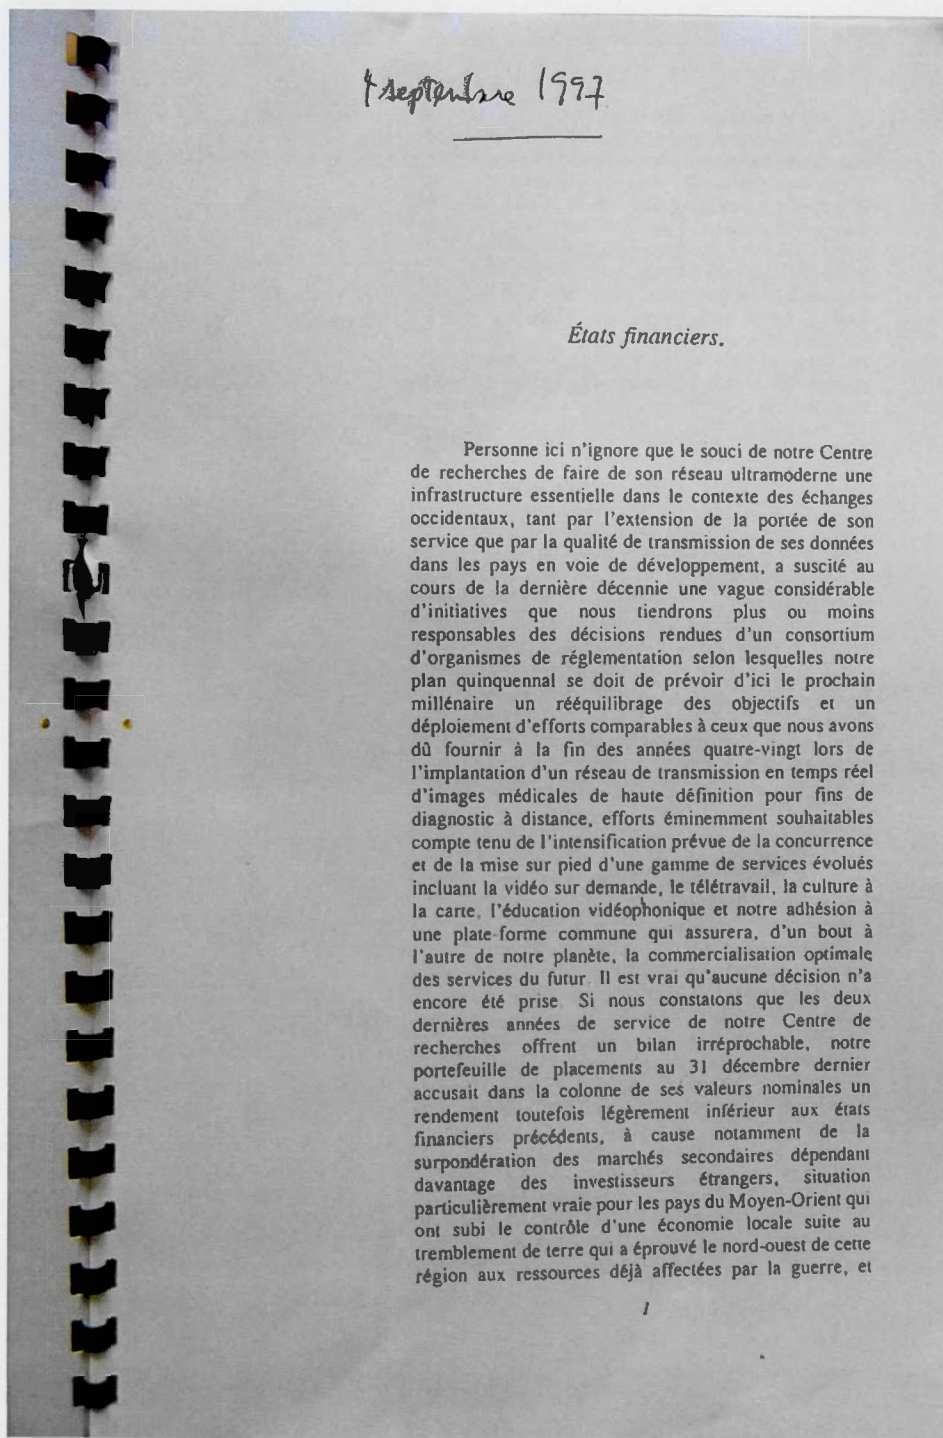 4 septembre 1997
États financiers.
Personne ici n'ignore que le souci de notre Centre
de recherches de faire de son réseau ultramoderne une
infrastructure essentielle dans le contexte des échanges
occidentaux, tant par l'extension de la portée de son
service que par la qualité de transmission de ses données
dans les pays en voie de développement, a suscité au
cours de la dernière décennie une vague considérable
d'initiatives que nous tiendrons plus ou moins
responsables des décisions rendues d'un consortium
d'organismes de réglementation selon lesquelles notre
plan quinquennal se doit de prévoir d'ici le prochain
millénaire un rééquilibrage des objectifs et un
déploiement d'efforts comparables à ceux que nous avons
dû fournir à la fin des années quatre-vingt lors de
l'implantation d'un réseau de transmission en temps réel
d'images médicales de haute définition pour fins de
diagnostic à distance, efforts éminemment souhaitables
compte tenu de l'intensification prévue de la concurrence
et de la mise sur pied d'une gamme de services évolués
incluant la vidéo sur demande, le télétravail, la culture à
la carte, l'éducation vidéophonique et notre adhésion à
une plate-forme commune qui assurera, d'un bout à
l'autre de notre planète, la commercialisation optimale
des services du futur. Il est vrai qu'aucune décision n'a
encore été prise. Si nous constatons que les deux
dernières années de service de notre Centre de
recherches offrent un bilan irréprochable, notre
portefeuille de placements au 31 décembre dernier
accusait dans la colonne de ses valeurs nominales un
rendement toutefois légèrement inférieur aux états
financiers précédents, à cause notamment de la
surpondération des marchés secondaires dépendant
davantage des investisseurs étrangers, situation
particulièrement vraie pour les pays du Moyen-Orient qui
ont subi le contrôle d'une économie locale suite au
tremblement de terre qui a éprouvé le nord-ouest de cette
région aux ressources déjà affectées par la guerre, et
1